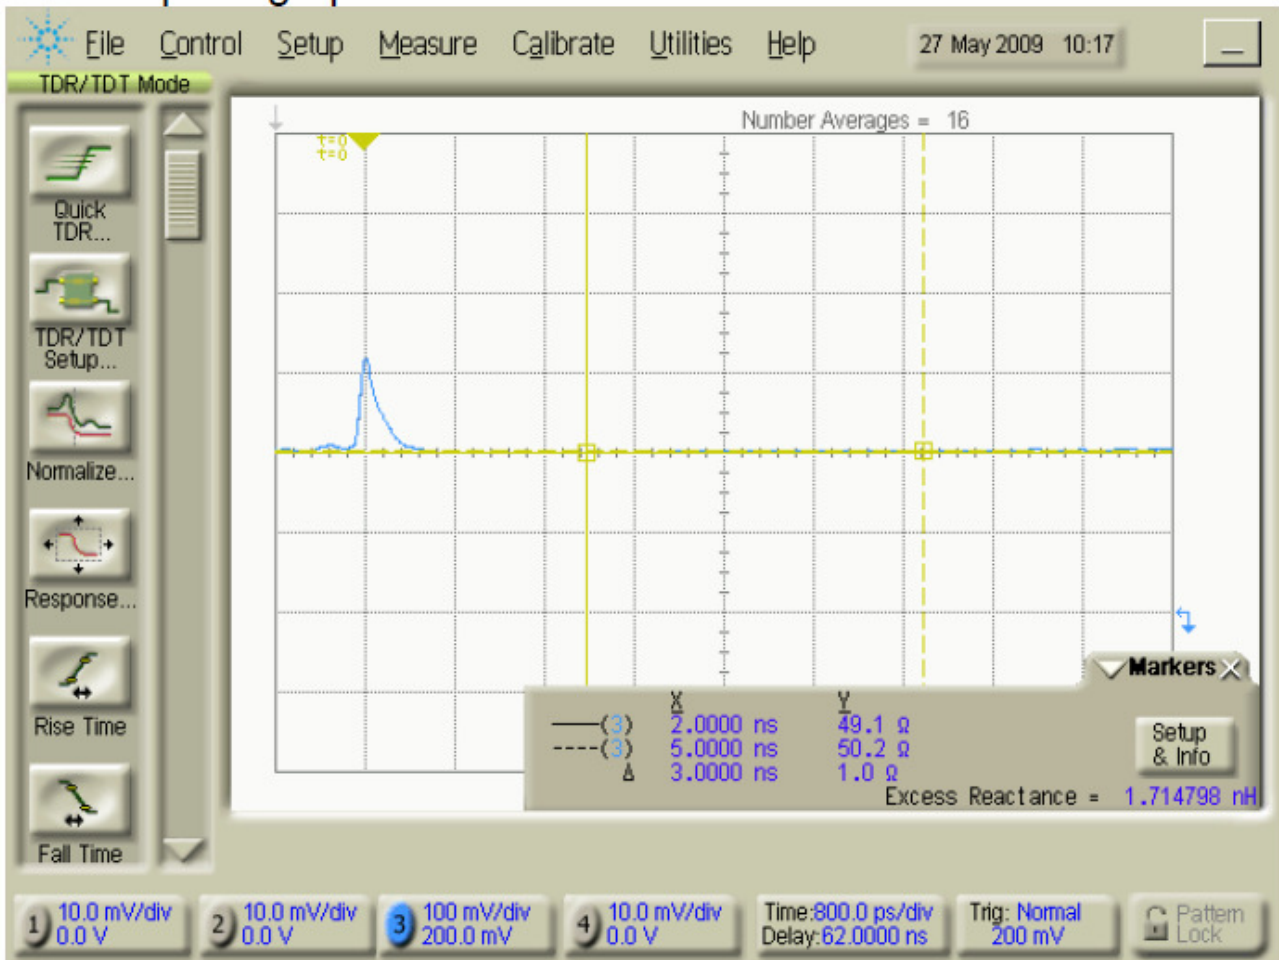 File Control Setup Measure Calibrate Utilities Help 27 May 2009 10:17
TDR/TDT Mode
Number Averages = 16
t=0
t=0
Quick
TDR...
TDR/TDT
Setup...
Normalize...
Response...
Rise Time
Fall Time
Markers
X Y
(3) 2.0000 ns 49.1 Ω
(3) 5.0000 ns 50.2 Ω
Δ 3.0000 ns 1.0 Ω
Setup
& Info
Excess Reactance = 1.714798 nH
1 10.0 mV/div
0.0 V
2 10.0 mV/div
0.0 V
3 100 mV/div
200.0 mV
4 10.0 mV/div
0.0 V
Time:800.0 ps/div
Delay:62.0000 ns
Trig: Normal
200 mV
Pattern
Lock